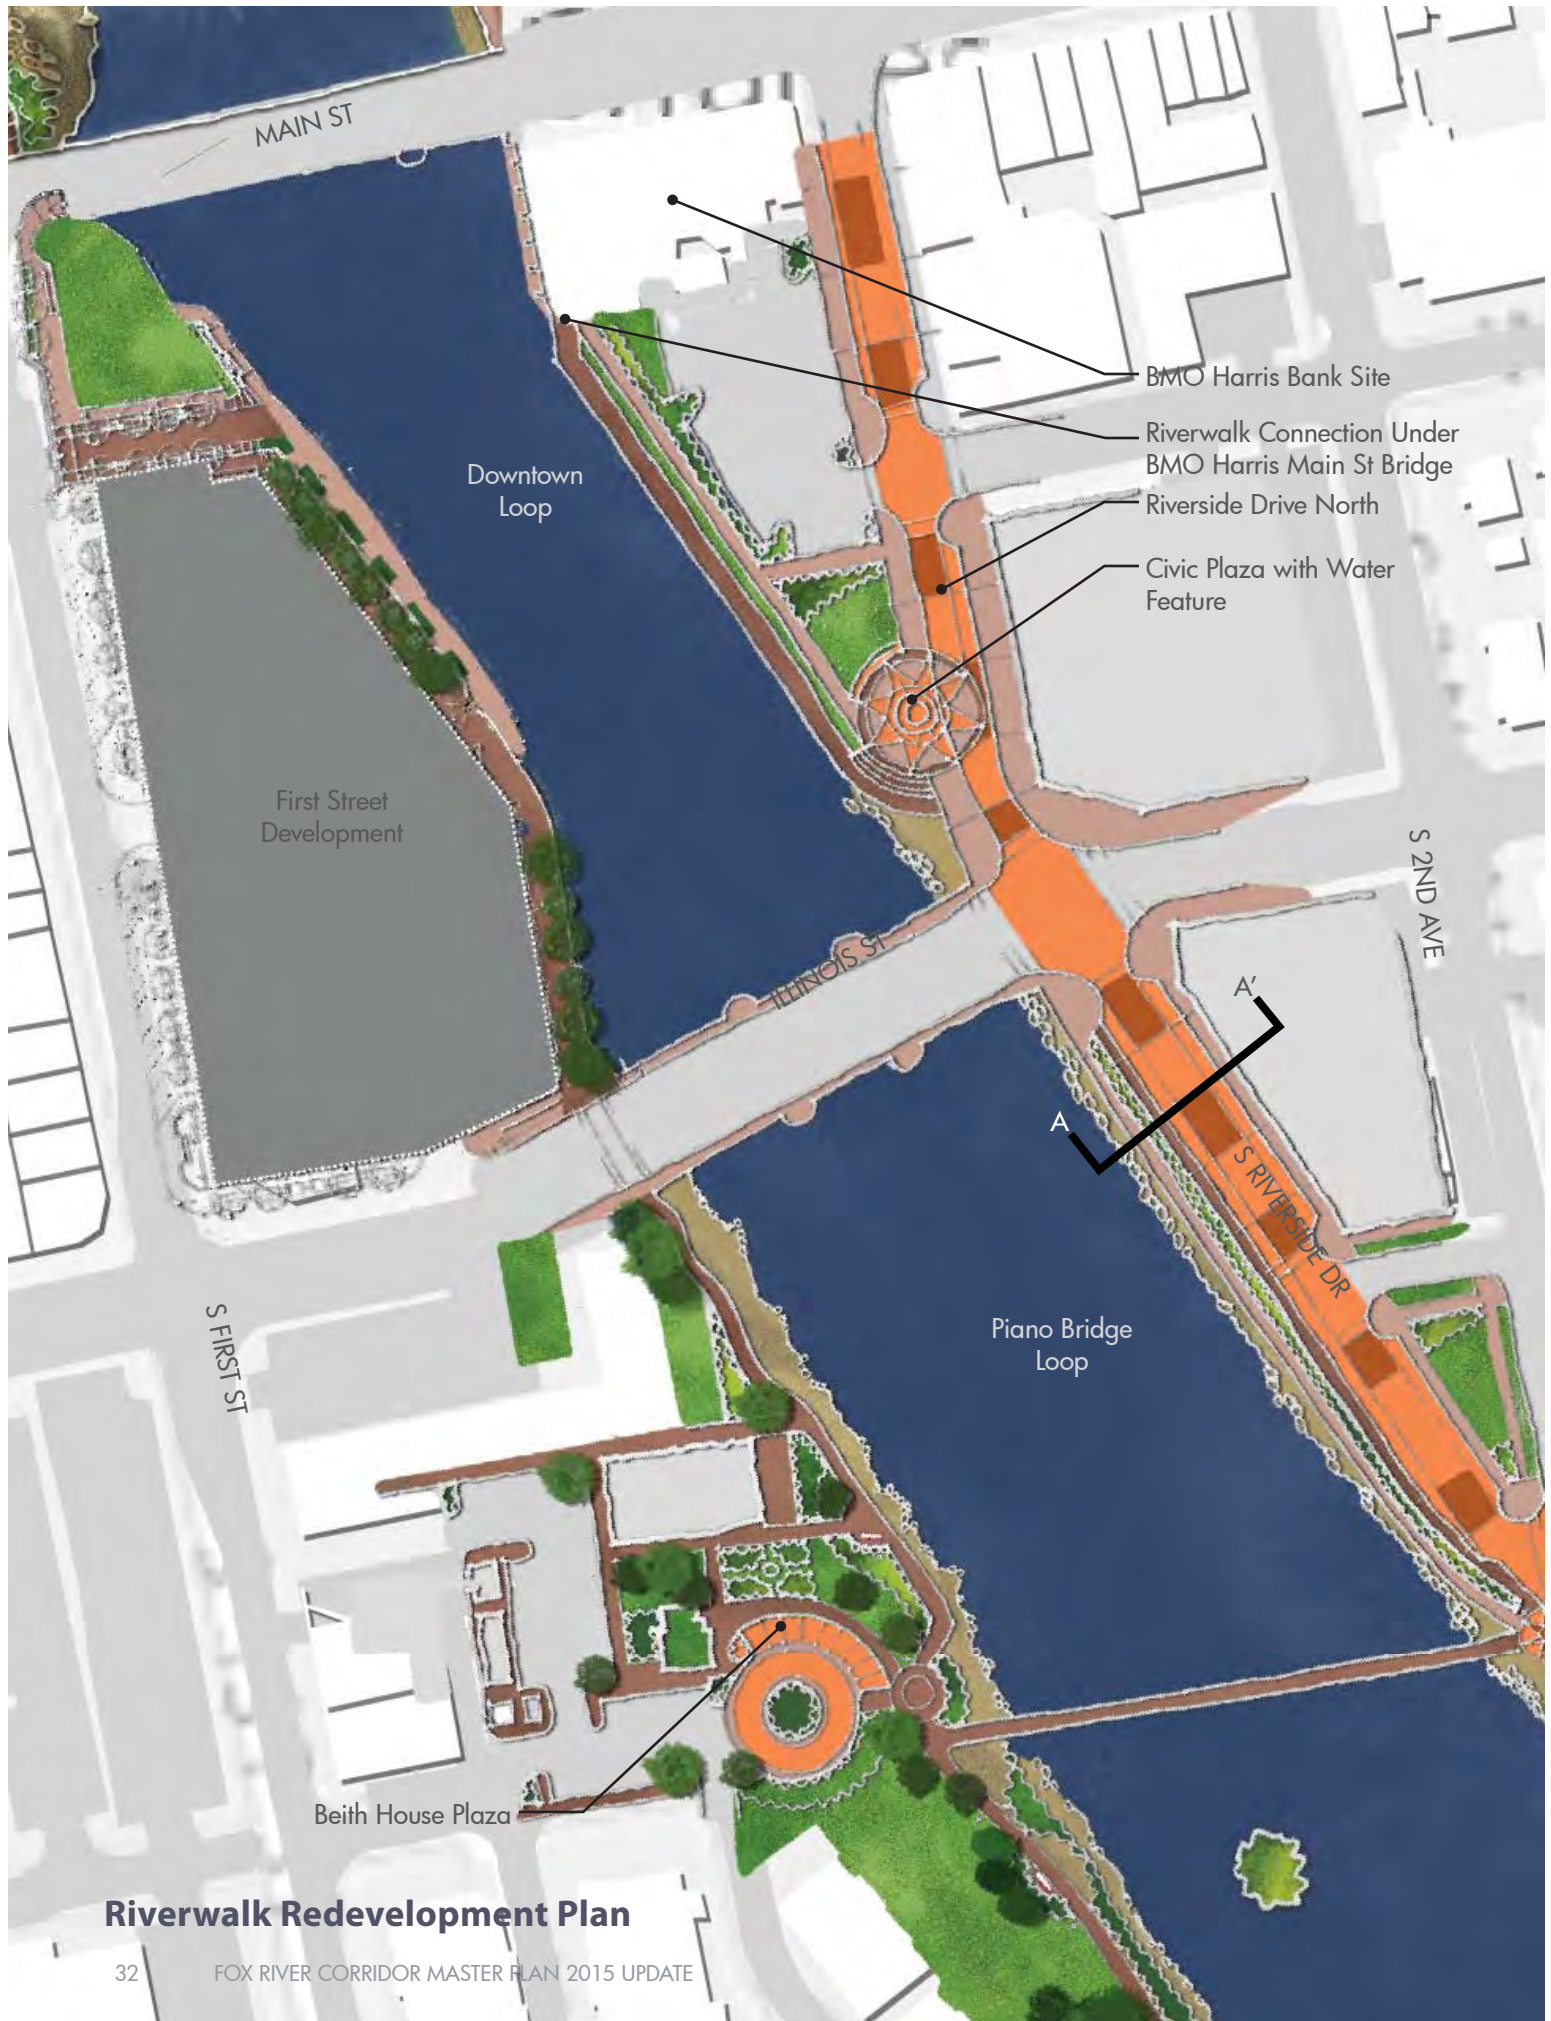 MAIN ST
BMO Harris Bank Site
Riverwalk Connection Under
BMO Harris Main St Bridge
Downtown
Loop
Riverside Drive North
Civic Plaza with Water
Feature
First Street
Development
S 2ND AVE
ILLINOIS ST
A'
A
S RIVERSIDE DR
Piano Bridge
Loop
S FIRST ST
Beith House Plaza
Riverwalk Redevelopment Plan
32 FOX RIVER CORRIDOR MASTER PLAN 2015 UPDATE